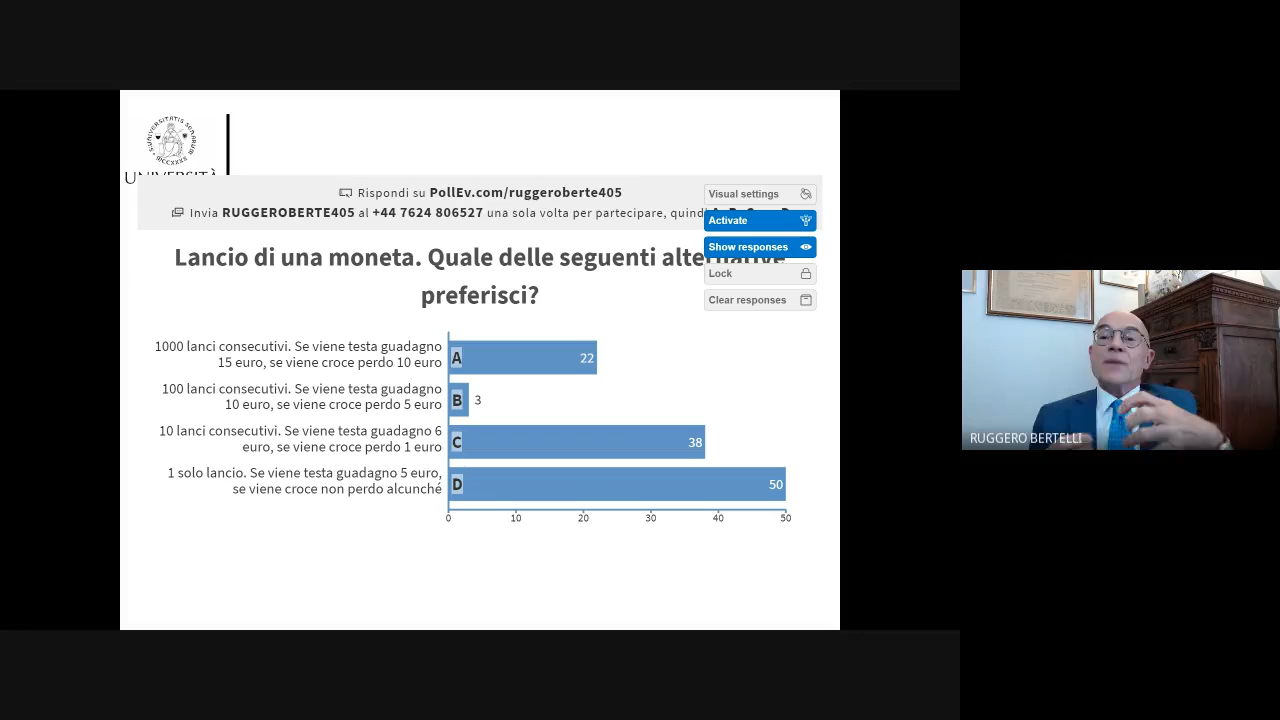 UNIVERSITÀ
Rispondi su PollEv.com/ruggeroberte405
Invia RUGGEROBERTE405 al +44 7624 806527 una sola volta per partecipare, quindi
Visual settings
Activate
Show responses
Lock
Clear responses
Lancio di una moneta. Quale delle seguenti alternative
preferisci?
1000 lanci consecutivi. Se viene testa guadagno
15 euro, se viene croce perdo 10 euro
A
22
100 lanci consecutivi. Se viene testa guadagno
10 euro, se viene croce perdo 5 euro
B
3
10 lanci consecutivi. Se viene testa guadagno 6
euro, se viene croce perdo 1 euro
C
38
1 solo lancio. Se viene testa guadagno 5 euro,
se viene croce non perdo alcunché
D
50
0 10 20 30 40 50
RUGGERO BERTELLI